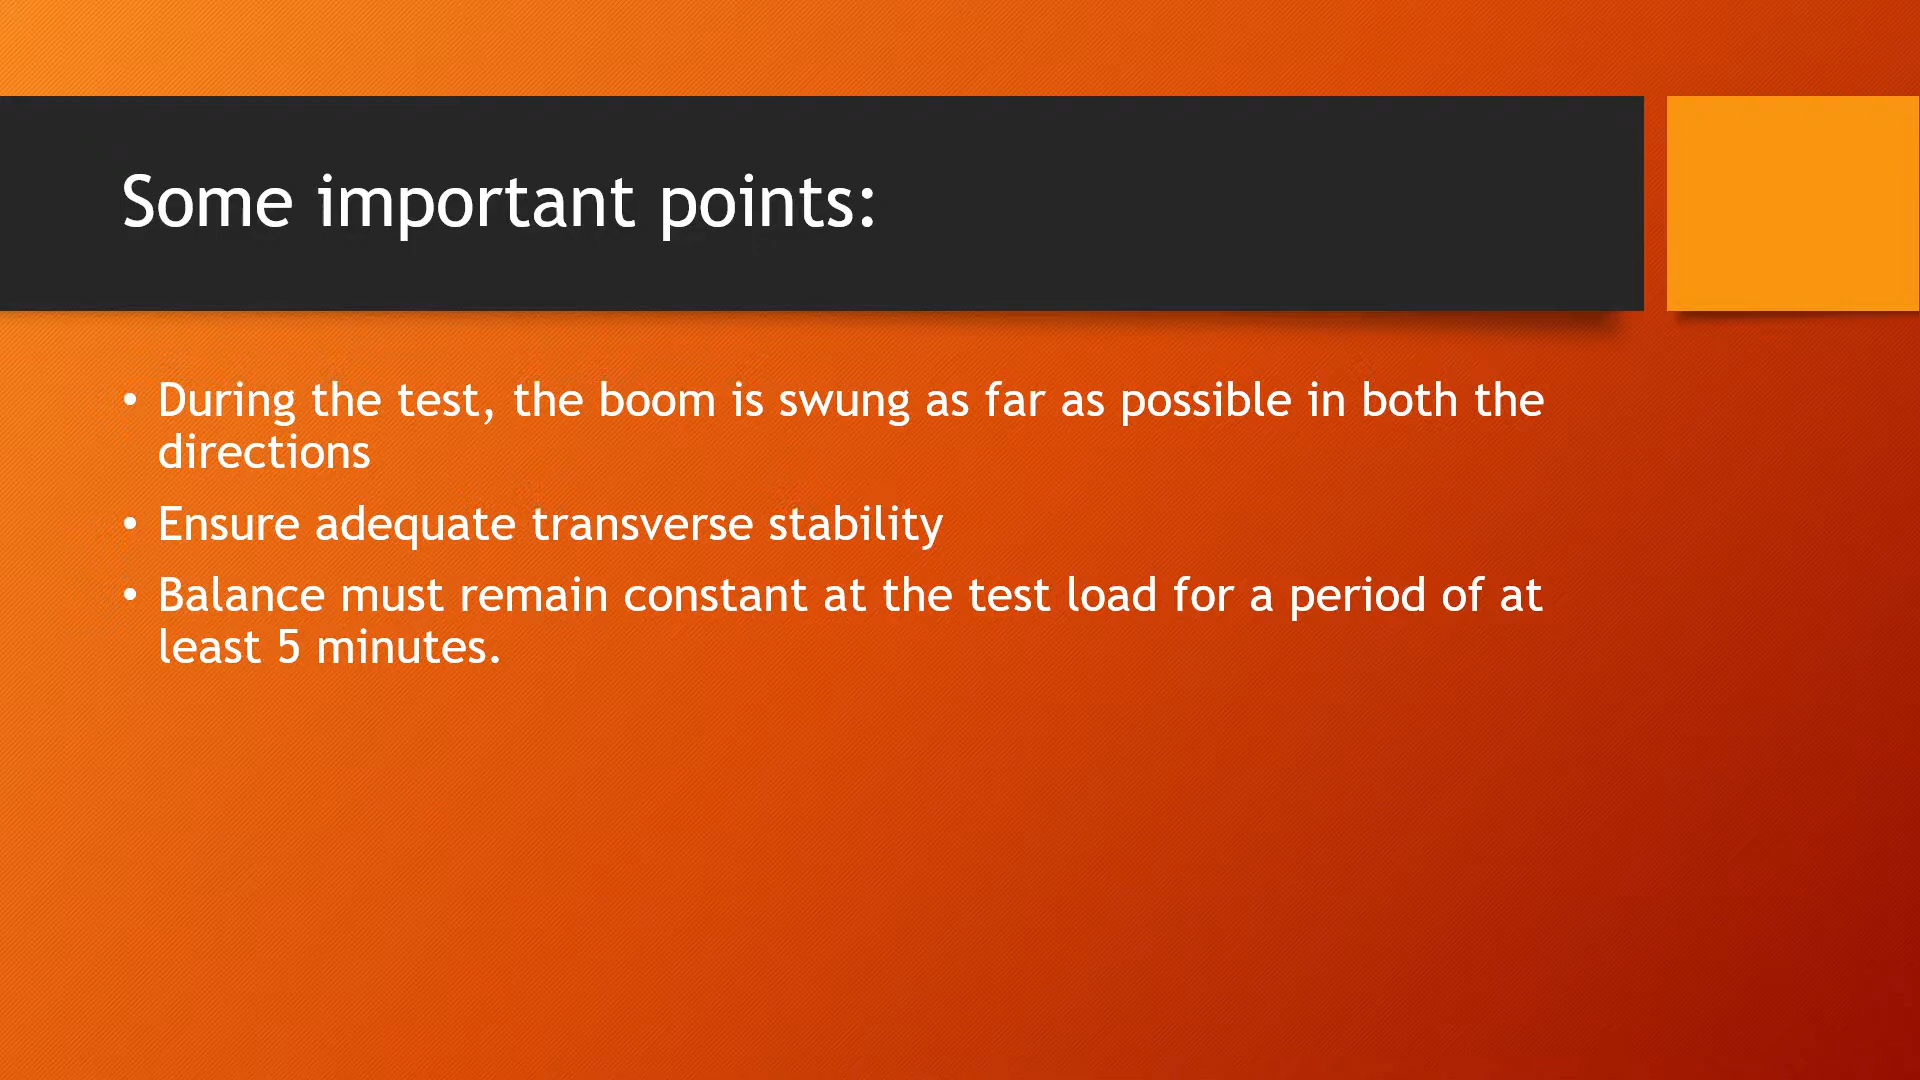 Some important points:
• During the test, the boom is swung as far as possible in both the
directions
• Ensure adequate transverse stability
• Balance must remain constant at the test load for a period of at
least 5 minutes.